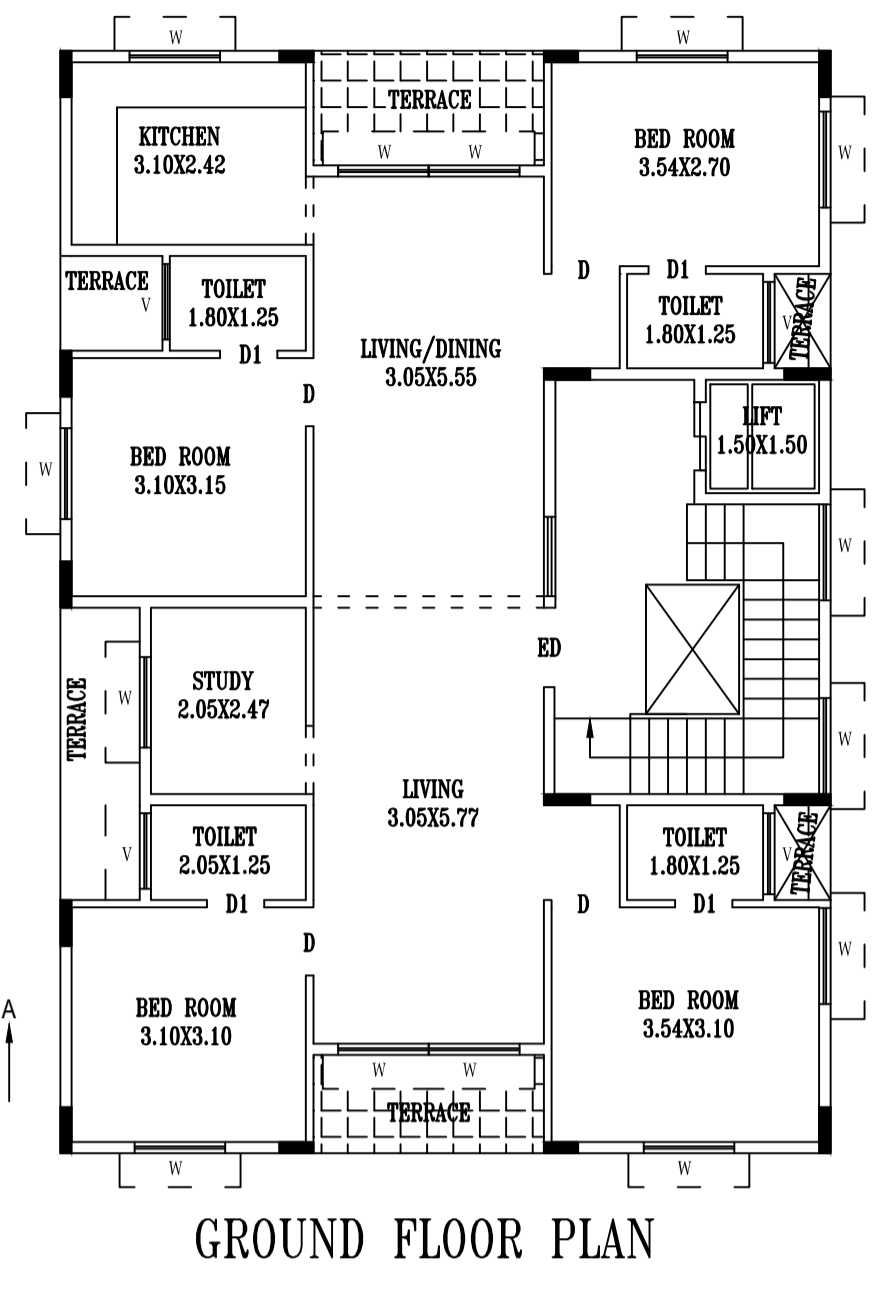 W
W
TERRACE
KITCHEN
3.10X2.42
W
W
BED ROOM
3.54X2.70
W
TERRACE
V
TOILET
1.80X1.25
D1
D
D1
TOILET
1.80X1.25
V
TERRACE
LIVING/DINING
3.05X5.55
D
LIFT
1.50X1.50
W
BED ROOM
3.10X3.15
W
ED
STUDY
2.05X2.47
W
TERRACE
W
LIVING
3.05X5.77
TOILET
2.05X1.25
V
D1
TOILET
1.80X1.25
V
TERRACE
D
D1
D
W
BED ROOM
3.10X3.10
BED ROOM
3.54X3.10
A
W
W
TERRACE
W
W
GROUND FLOOR PLAN